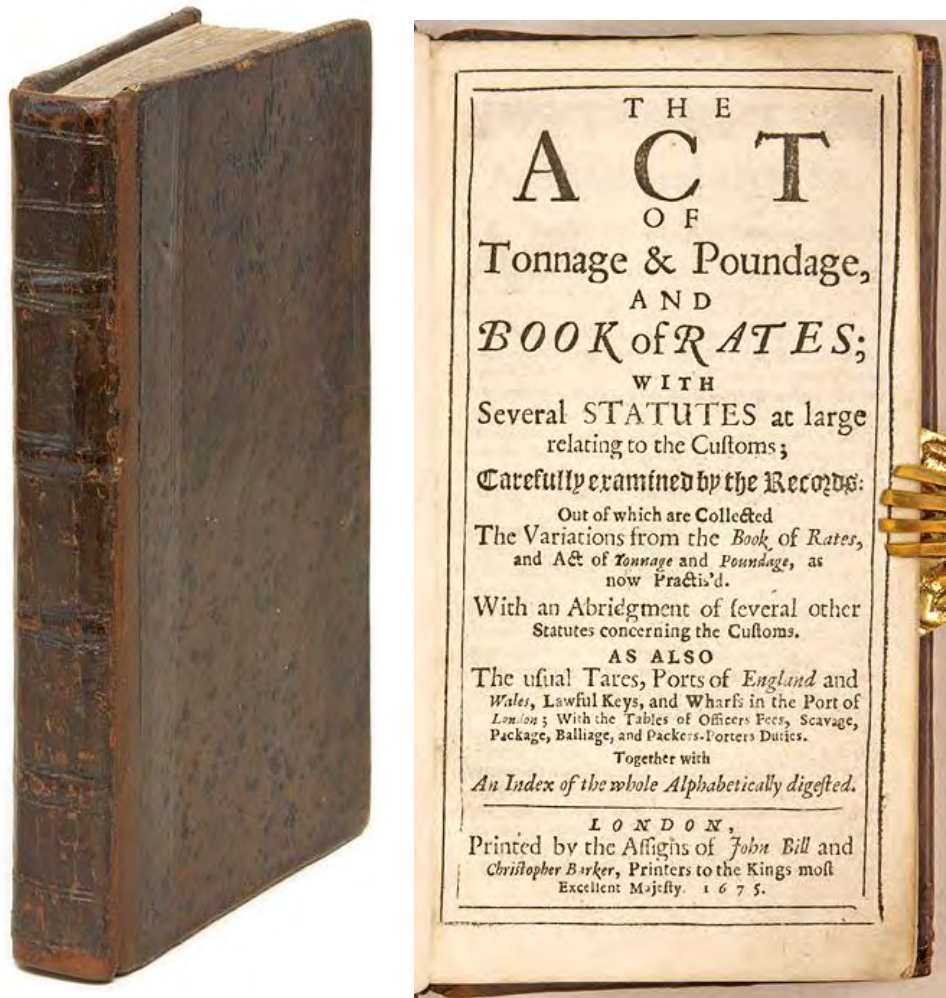 THE
ACT
OF
Tonnage & Poundage,
AND
BOOK of RATES;
WITH
Several STATUTES at large
relating to the Cuſtoms;
Carefully examined by the Records:
Out of which are Collected
The Variations from the Book of Rates,
and Act of Tonnage and Poundage, as
now Practis'd.
With an Abridgment of ſeveral other
Statutes concerning the Cuſtoms.
AS ALSO
The uſual Tares, Ports of England and
Wales, Lawful Keys, and Wharfs in the Port of
London; With the Tables of Officers Fees, Scavage,
Package, Balliage, and Packers-Porters Duties.
Together with
An Index of the whole Alphabetically digeſted.
LONDON,
Printed by the Aſſigns of John Bill and
Chriſtopher Barker, Printers to the Kings moſt
Excellent Majeſty. 1675.